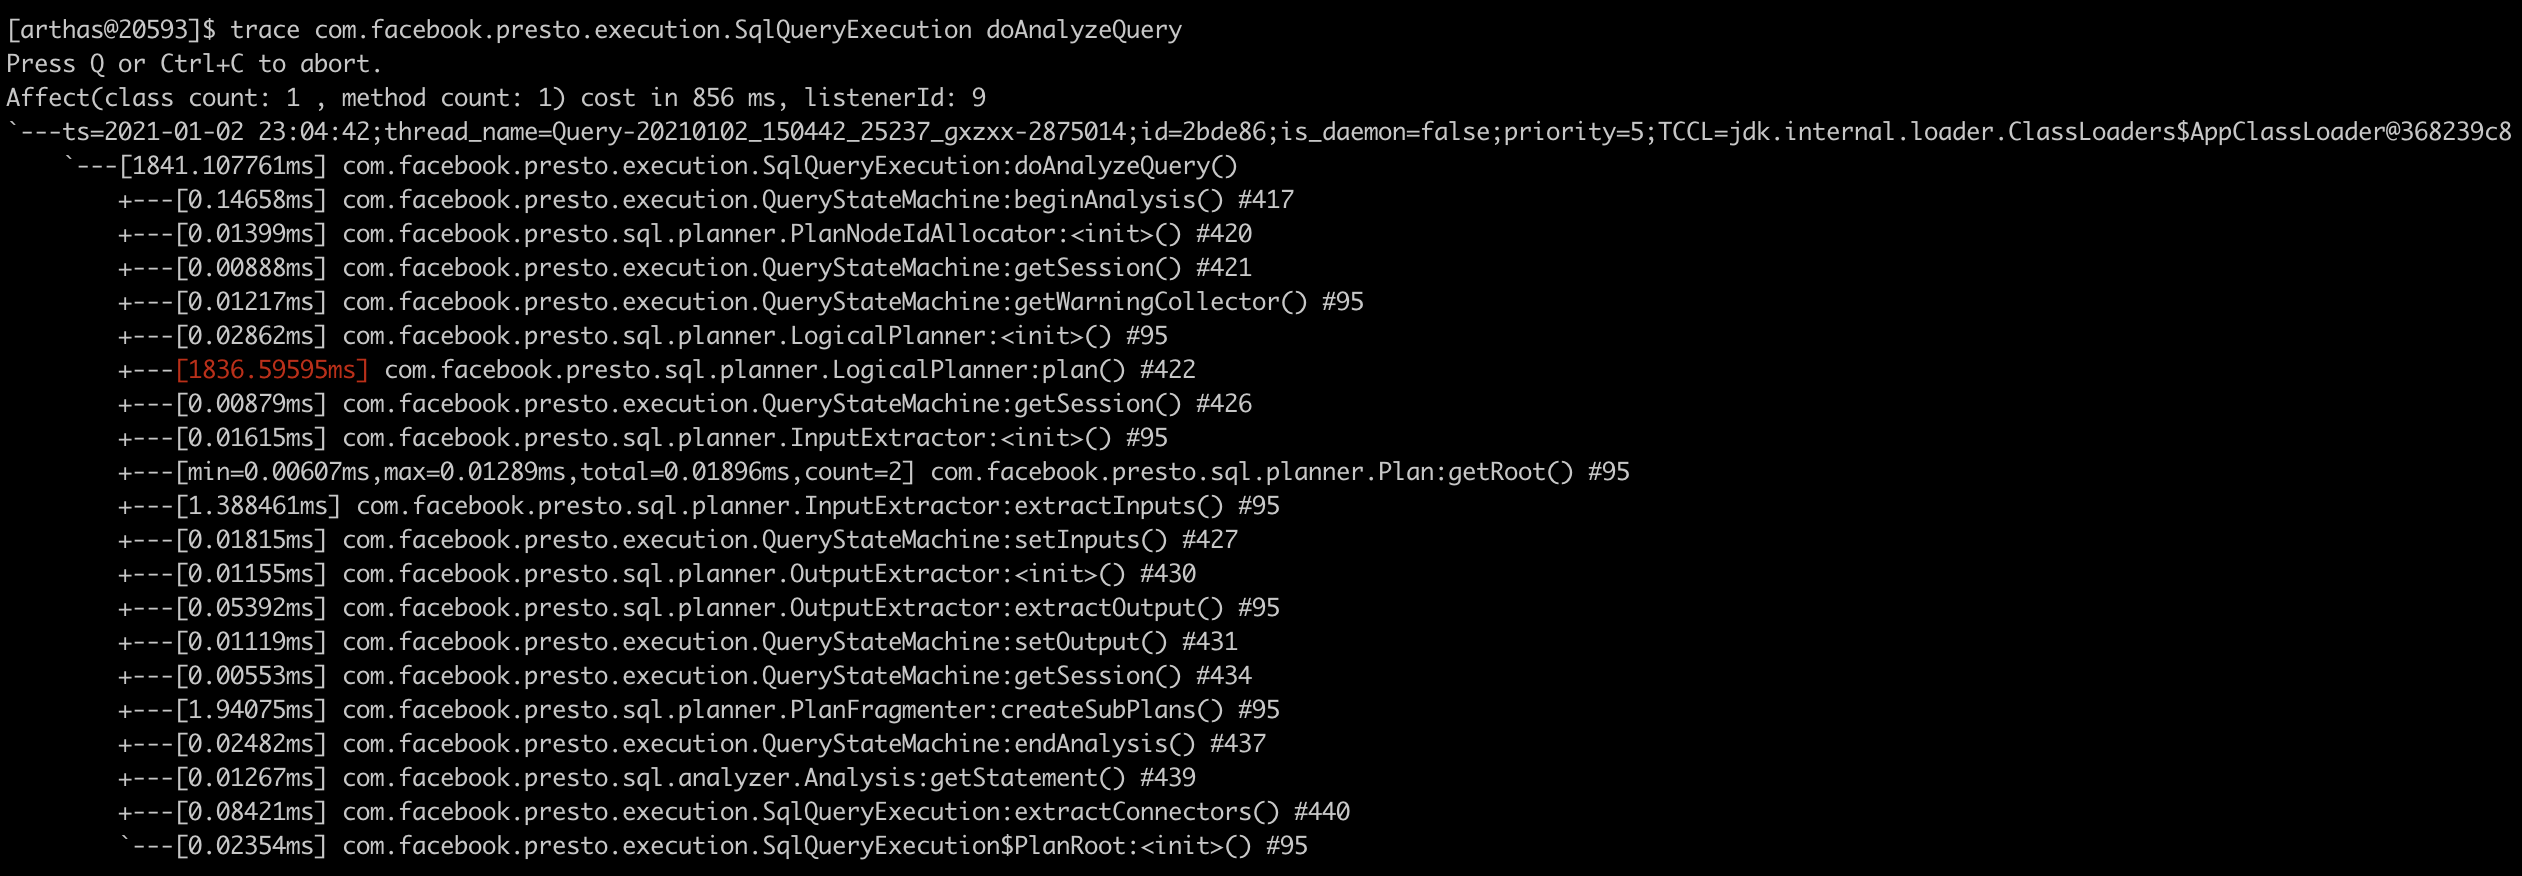 [arthas@20593]$ trace com.facebook.presto.execution.SqlQueryExecution doAnalyzeQuery
Press Q or Ctrl+C to abort.
Affect(class count: 1 , method count: 1) cost in 856 ms, listenerId: 9
`---ts=2021-01-02 23:04:42;thread_name=Query-20210102_150442_25237_gxzxx-2875014;id=2bde86;is_daemon=false;priority=5;TCCL=jdk.internal.loader.ClassLoaders$AppClassLoader@368239c8
    `---[1841.107761ms] com.facebook.presto.execution.SqlQueryExecution:doAnalyzeQuery()
        +---[0.14658ms] com.facebook.presto.execution.QueryStateMachine:beginAnalysis() #417
        +---[0.01399ms] com.facebook.presto.sql.planner.PlanNodeIdAllocator:<init>() #420
        +---[0.00888ms] com.facebook.presto.execution.QueryStateMachine:getSession() #421
        +---[0.01217ms] com.facebook.presto.execution.QueryStateMachine:getWarningCollector() #95
        +---[0.02862ms] com.facebook.presto.sql.planner.LogicalPlanner:<init>() #95
        +---[1836.59595ms] com.facebook.presto.sql.planner.LogicalPlanner:plan() #422
        +---[0.00879ms] com.facebook.presto.execution.QueryStateMachine:getSession() #426
        +---[0.01615ms] com.facebook.presto.sql.planner.InputExtractor:<init>() #95
        +---[min=0.00607ms,max=0.01289ms,total=0.01896ms,count=2] com.facebook.presto.sql.planner.Plan:getRoot() #95
        +---[1.388461ms] com.facebook.presto.sql.planner.InputExtractor:extractInputs() #95
        +---[0.01815ms] com.facebook.presto.execution.QueryStateMachine:setInputs() #427
        +---[0.01155ms] com.facebook.presto.sql.planner.OutputExtractor:<init>() #430
        +---[0.05392ms] com.facebook.presto.sql.planner.OutputExtractor:extractOutput() #95
        +---[0.01119ms] com.facebook.presto.execution.QueryStateMachine:setOutput() #431
        +---[0.00553ms] com.facebook.presto.execution.QueryStateMachine:getSession() #434
        +---[1.94075ms] com.facebook.presto.sql.planner.PlanFragmenter:createSubPlans() #95
        +---[0.02482ms] com.facebook.presto.execution.QueryStateMachine:endAnalysis() #437
        +---[0.01267ms] com.facebook.presto.sql.analyzer.Analysis:getStatement() #439
        +---[0.08421ms] com.facebook.presto.execution.SqlQueryExecution:extractConnectors() #440
        `---[0.02354ms] com.facebook.presto.execution.SqlQueryExecution$PlanRoot:<init>() #95